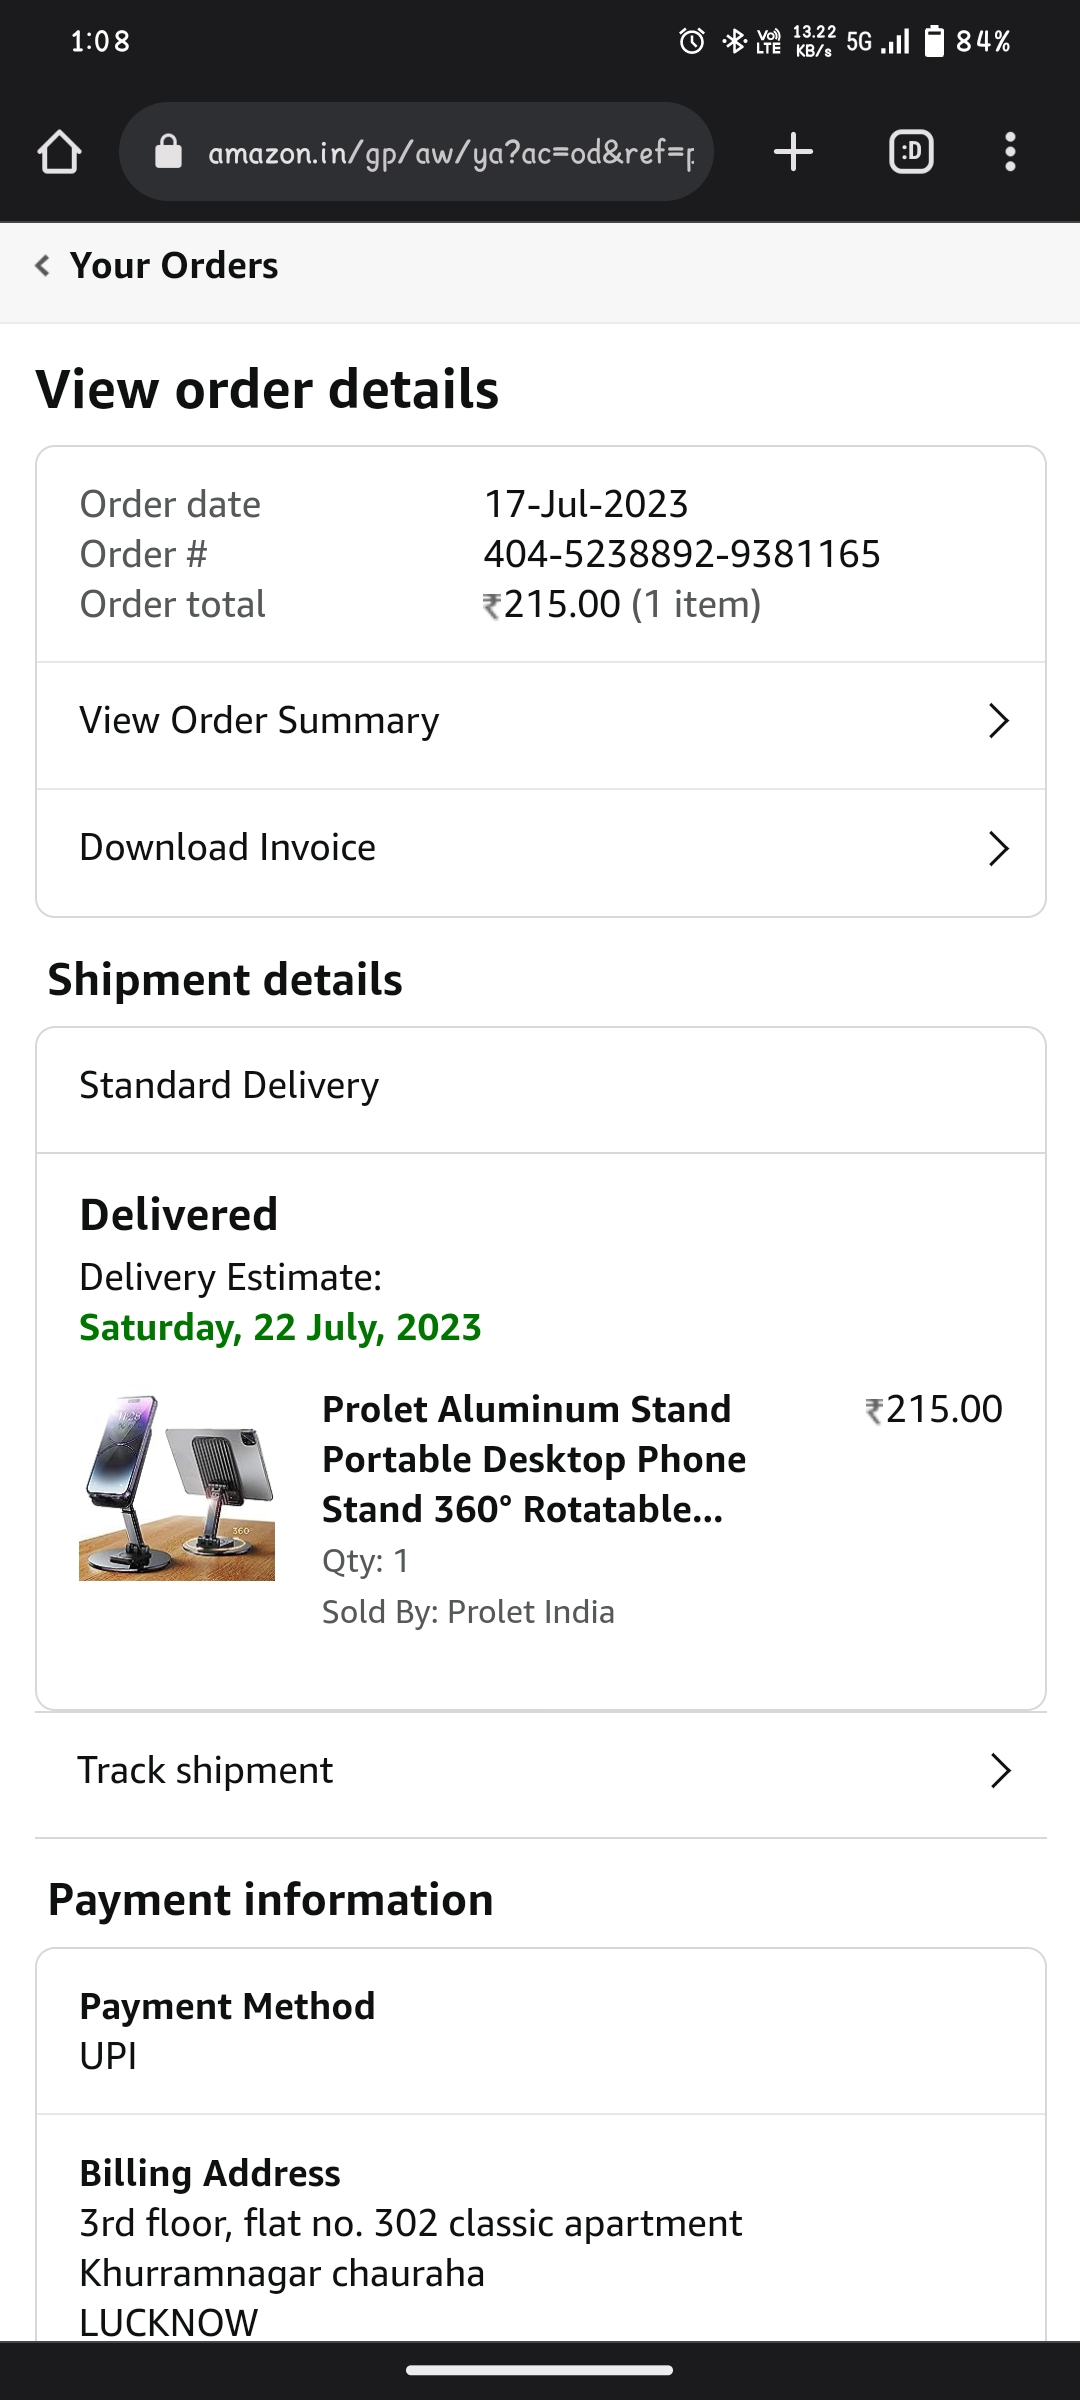 1:08
Vo) LTE 13.22 KB/s 5G 84%
amazon.in/gp/aw/ya?ac=od&ref=p
:D
Your Orders
View order details
Order date 17-Jul-2023
Order # 404-5238892-9381165
Order total ₹215.00 (1 item)
View Order Summary
Download Invoice
Shipment details
Standard Delivery
Delivered
Delivery Estimate:
Saturday, 22 July, 2023
Prolet Aluminum Stand ₹215.00
Portable Desktop Phone
Stand 360° Rotatable...
Qty: 1
Sold By: Prolet India
360°
Track shipment
Payment information
Payment Method
UPI
Billing Address
3rd floor, flat no. 302 classic apartment
Khurramnagar chauraha
LUCKNOW